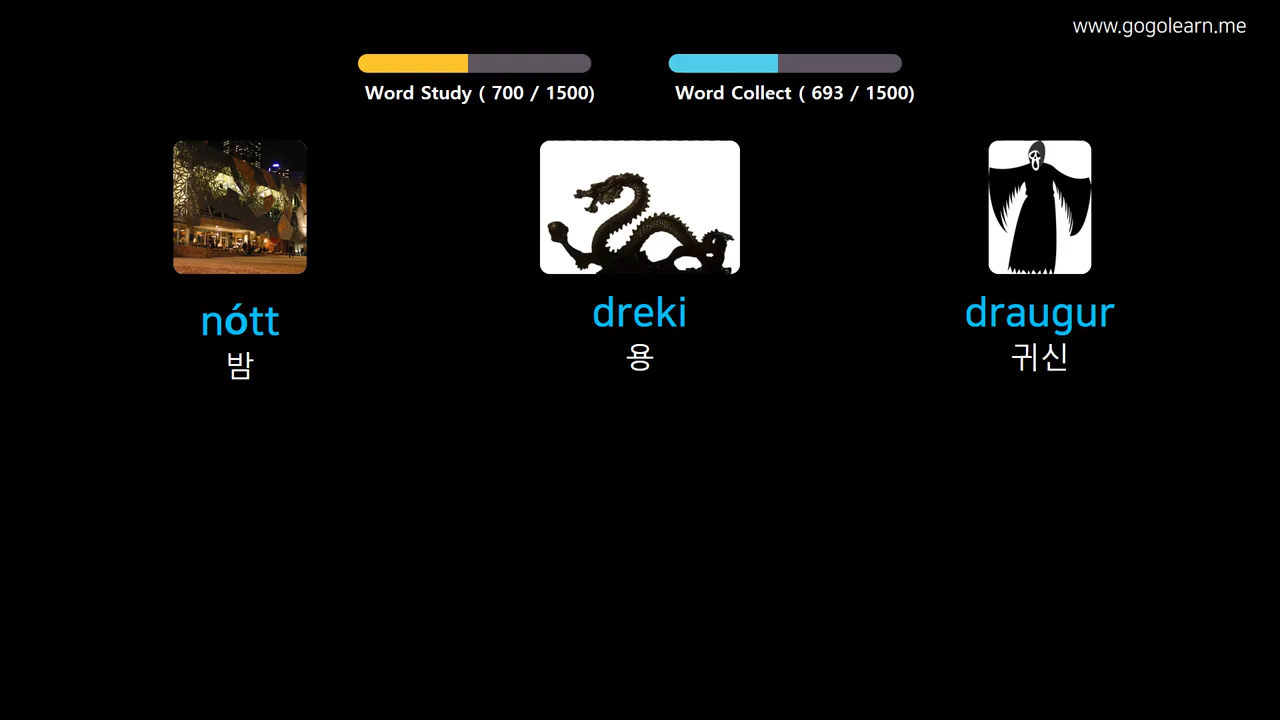 www.gogolearn.me
Word Study ( 700 / 1500)
Word Collect ( 693 / 1500)
nótt
밤
dreki
용
draugur
귀신